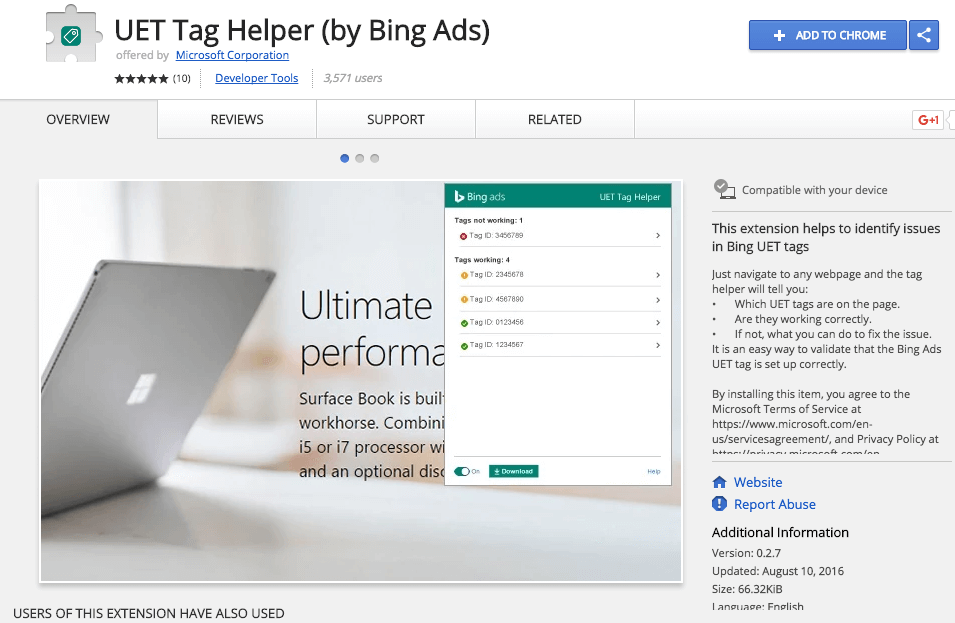 UET Tag Helper (by Bing Ads)
offered by Microsoft Corporation
(10) Developer Tools 3,571 users
ADD TO CHROME
OVERVIEW REVIEWS SUPPORT RELATED
G+1
Bing ads UET Tag Helper
Tags not working: 1
Tag ID: 3456789
Tags working: 4
Tag ID: 2345678
Tag ID: 4567890
Tag ID: 0123456
Tag ID: 1234567
On Download Help
Ultimate
performa
Surface Book is buil
workhorse. Combini
i5 or i7 processor wi
and an optional disc
Compatible with your device
This extension helps to identify issues
in Bing UET tags
Just navigate to any webpage and the tag
helper will tell you:
• Which UET tags are on the page.
• Are they working correctly.
• If not, what you can do to fix the issue.
It is an easy way to validate that the Bing Ads
UET tag is set up correctly.
By installing this item, you agree to the
Microsoft Terms of Service at
https://www.microsoft.com/en-
us/servicesagreement/, and Privacy Policy at
https://privacy.microsoft.com/en-
Website
Report Abuse
Additional Information
Version: 0.2.7
Updated: August 10, 2016
Size: 66.32KiB
Language: English
USERS OF THIS EXTENSION HAVE ALSO USED